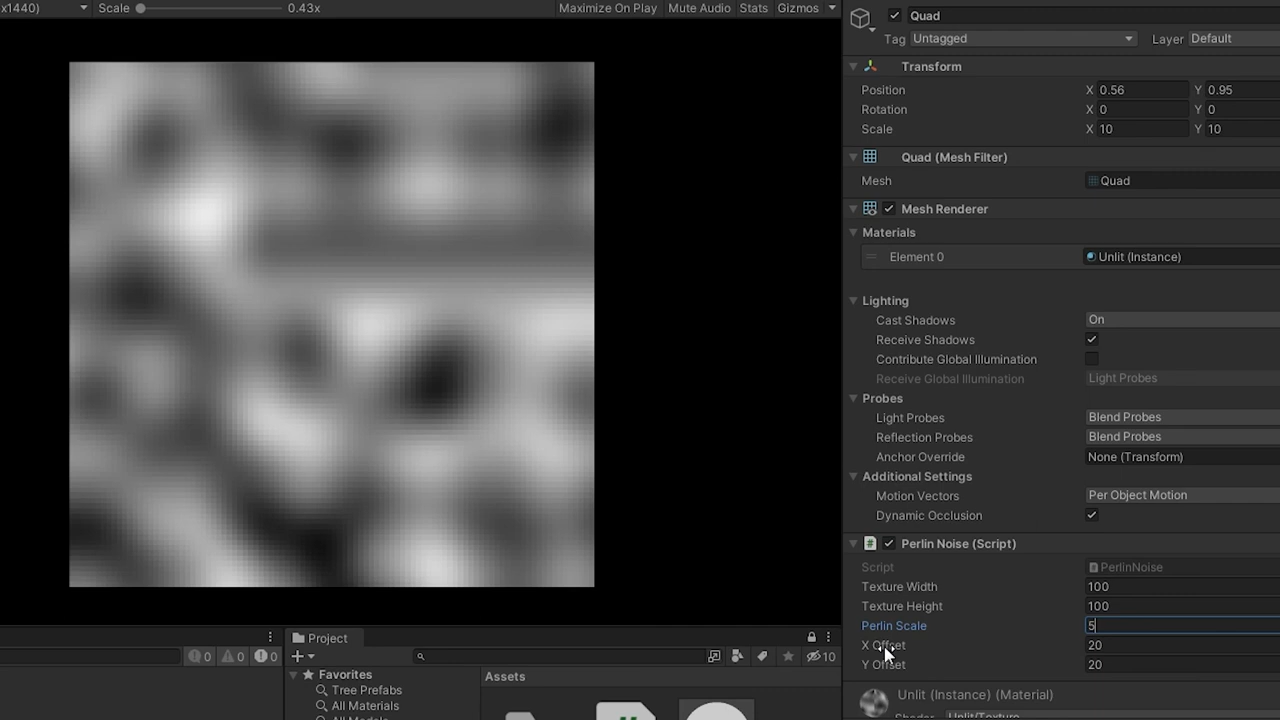 x1440)
Scale 0.43x Maximize On Play Mute Audio Stats Gizmos
Quad
Tag Untagged Layer Default
Transform
Position X 0.56 Y 0.95
Rotation X 0 Y 0
Scale X 10 Y 10
Quad (Mesh Filter)
Mesh Quad
Mesh Renderer
Materials
Element 0 Unlit (Instance)
Lighting
Cast Shadows On
Receive Shadows
Contribute Global Illumination
Receive Global Illumination Light Probes
Probes
Light Probes Blend Probes
Reflection Probes Blend Probes
Anchor Override None (Transform)
Additional Settings
Motion Vectors Per Object Motion
Dynamic Occlusion
Perlin Noise (Script)
Script PerlinNoise
Texture Width 100
Texture Height 100
Perlin Scale 5
X Offset 20
Y Offset 20
Unlit (Instance) (Material)
Shader Unlit/Texture
Project
0 0 0
10
Favorites
Tree Prefabs
All Materials
All Models
Assets